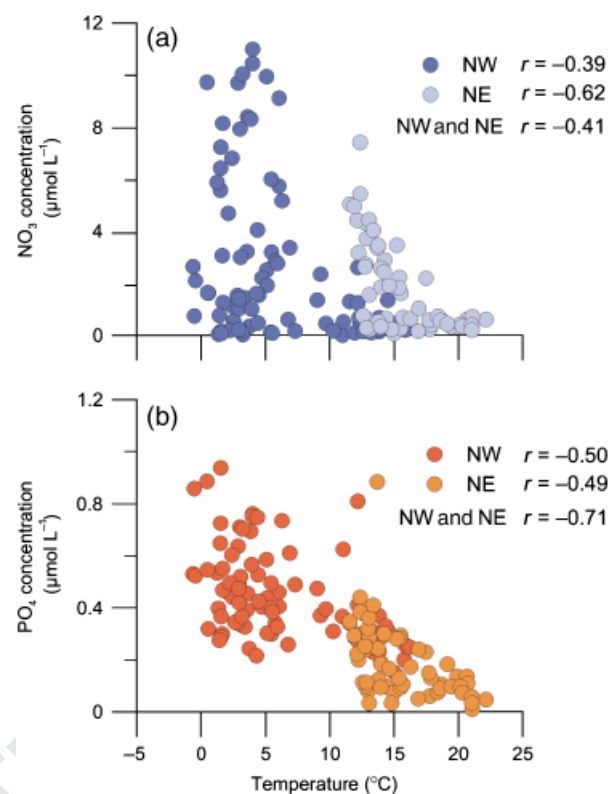 12
(a)
NW r = –0.39
NE r = –0.62
NW and NE r = –0.41
8
4
0
NO₃ concentration
(μmol L⁻¹)
1.2
(b)
NW r = –0.50
NE r = –0.49
NW and NE r = –0.71
0.8
0.4
0
PO₄ concentration
(μmol L⁻¹)
–5 0 5 10 15 20 25
Temperature (°C)